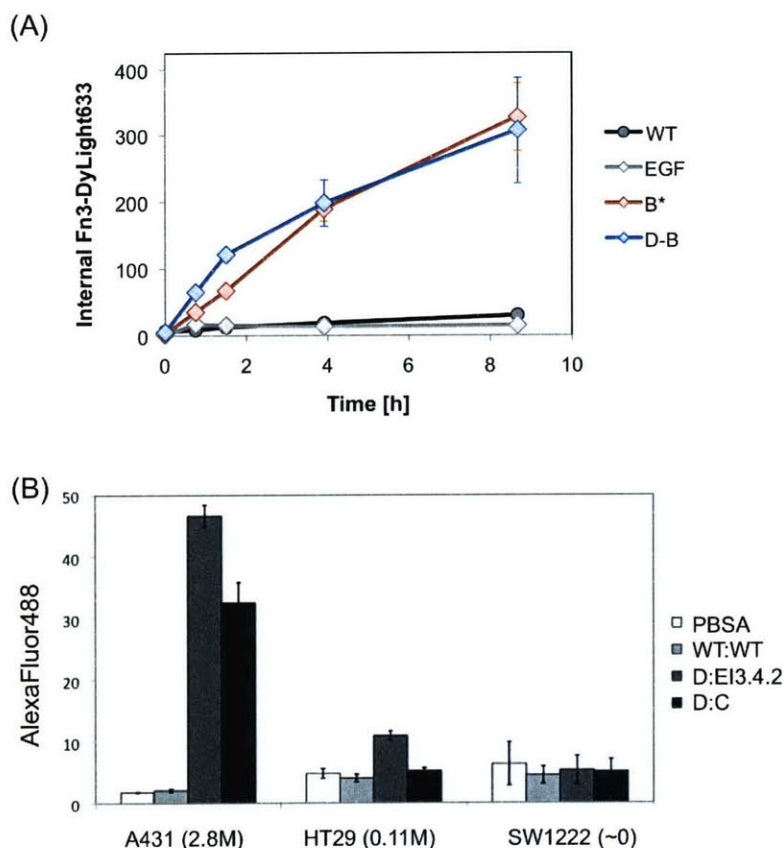 (A)
Internal Fn3-DyLight633
400
300
200
100
0
0 2 4 6 8 10
Time [h]
WT
EGF
B*
D-B
(B)
AlexaFluor488
50
40
30
20
10
0
A431 (2.8M) HT29 (0.11M) SW1222 (~0)
PBSA
WT:WT
D:EI3.4.2
D:C